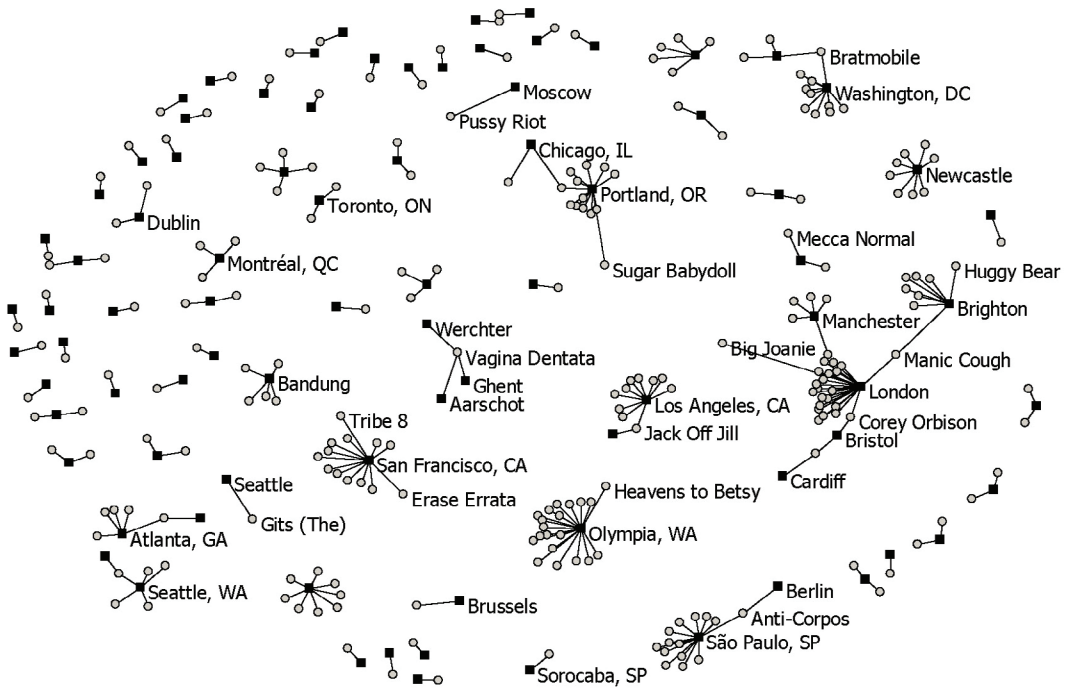 Bratmobile
Moscow
Washington, DC
Pussy Riot
Chicago, IL
Newcastle
Portland, OR
Toronto, ON
Dublin
Mecca Normal
Montréal, QC
Sugar Babydoll
Huggy Bear
Brighton
Manchester
Werchter
Big Joanie
Vagina Dentata
Manic Cough
Bandung
Ghent
London
Aarschot
Los Angeles, CA
Tribe 8
Corey Orbison
Jack Off Jill
Bristol
San Francisco, CA
Cardiff
Seattle
Heavens to Betsy
Erase Errata
Gits (The)
Olympia, WA
Atlanta, GA
Seattle, WA
Berlin
Brussels
Anti-Corpos
São Paulo, SP
Sorocaba, SP